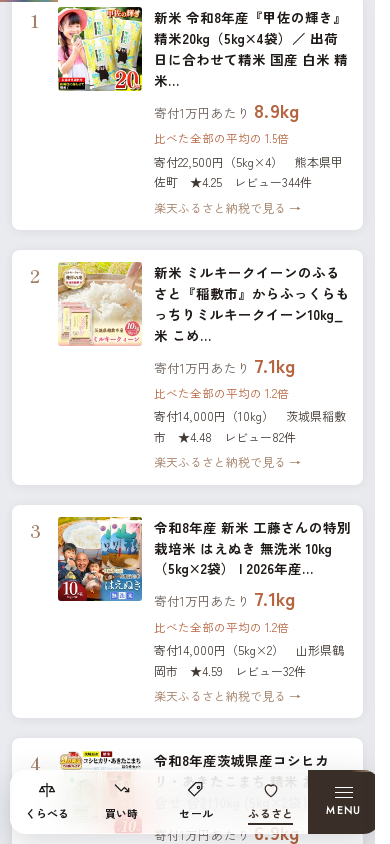 1
新米 令和8年産『甲佐の輝き』
精米20kg（5kg×4袋）／ 出荷
日に合わせて精米 国産 白米 精
米…
寄付1万円あたり 8.9kg
比べた全部の平均の 1.5倍
寄付22,500円（5kg×4）　熊本県甲
佐町　★4.25　レビュー344件
楽天ふるさと納税で見る →
2
新米 ミルキークイーンのふる
さと『稲敷市』からふっくらも
っちりミルキークイーン10kg_
米 こめ…
寄付1万円あたり 7.1kg
比べた全部の平均の 1.2倍
寄付14,000円（10kg）　茨城県稲敷
市　★4.48　レビュー82件
楽天ふるさと納税で見る →
3
令和8年産 新米 工藤さんの特別
栽培米 はえぬき 無洗米 10kg
（5kg×2袋） l 2026年産…
寄付1万円あたり 7.1kg
比べた全部の平均の 1.2倍
寄付14,000円（5kg×2）　山形県鶴
岡市　★4.59　レビュー32件
楽天ふるさと納税で見る →
4
令和8年産茨城県産コシヒカ
リ・あきたこまち 精米
6.9kg
くらべる
買い時
セール
ふるさと
MENU